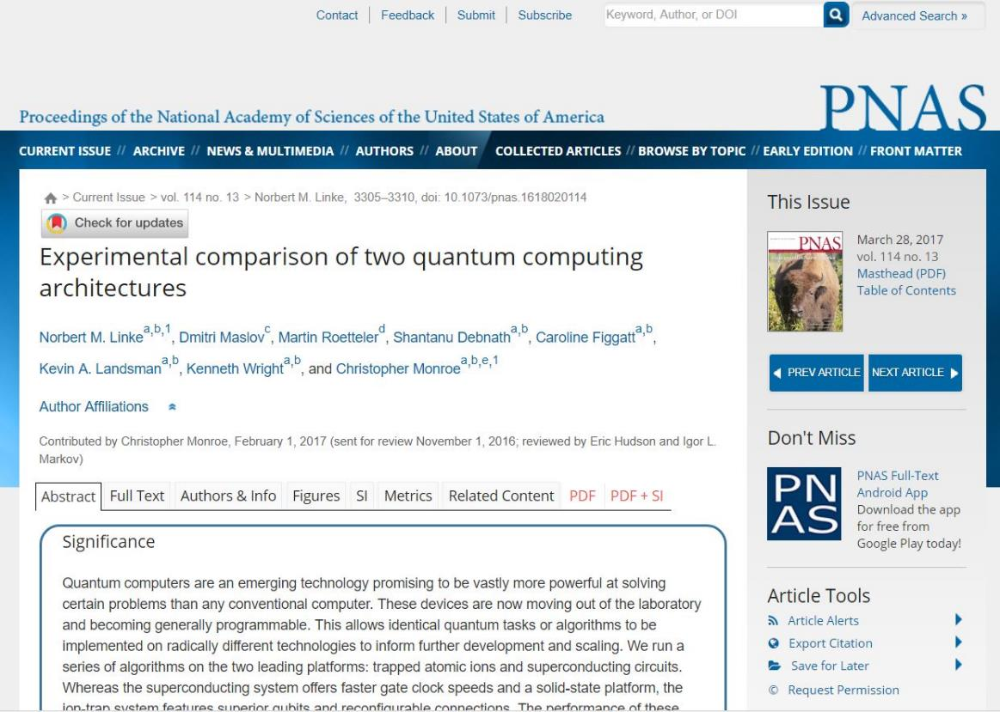 Contact Feedback Submit Subscribe Keyword, Author, or DOI Advanced Search »
Proceedings of the National Academy of Sciences of the United States of America
PNAS
CURRENT ISSUE // ARCHIVE // NEWS & MULTIMEDIA // AUTHORS // ABOUT COLLECTED ARTICLES // BROWSE BY TOPIC // EARLY EDITION // FRONT MATTER
> Current Issue > vol. 114 no. 13 > Norbert M. Linke, 3305–3310, doi: 10.1073/pnas.1618020114
Check for updates
Experimental comparison of two quantum computing
architectures
Norbert M. Linke a,b,1, Dmitri Maslov c, Martin Roetteler d, Shantanu Debnath a,b, Caroline Figgatt a,b,
Kevin A. Landsman a,b, Kenneth Wright a,b, and Christopher Monroe a,b,e,1
Author Affiliations
Contributed by Christopher Monroe, February 1, 2017 (sent for review November 1, 2016; reviewed by Eric Hudson and Igor L.
Markov)
Abstract Full Text Authors & Info Figures SI Metrics Related Content PDF PDF + SI
Significance
Quantum computers are an emerging technology promising to be vastly more powerful at solving
certain problems than any conventional computer. These devices are now moving out of the laboratory
and becoming generally programmable. This allows identical quantum tasks or algorithms to be
implemented on radically different technologies to inform further development and scaling. We run a
series of algorithms on the two leading platforms: trapped atomic ions and superconducting circuits.
Whereas the superconducting system offers faster gate clock speeds and a solid-state platform, the
ion-trap system features superior qubits and reconfigurable connections. The performance of these
This Issue
PNAS
March 28, 2017
vol. 114 no. 13
Masthead (PDF)
Table of Contents
PREV ARTICLE NEXT ARTICLE
Don't Miss
PN
AS
PNAS Full-Text
Android App
Download the app
for free from
Google Play today!
Article Tools
Article Alerts
Export Citation
Save for Later
© Request Permission